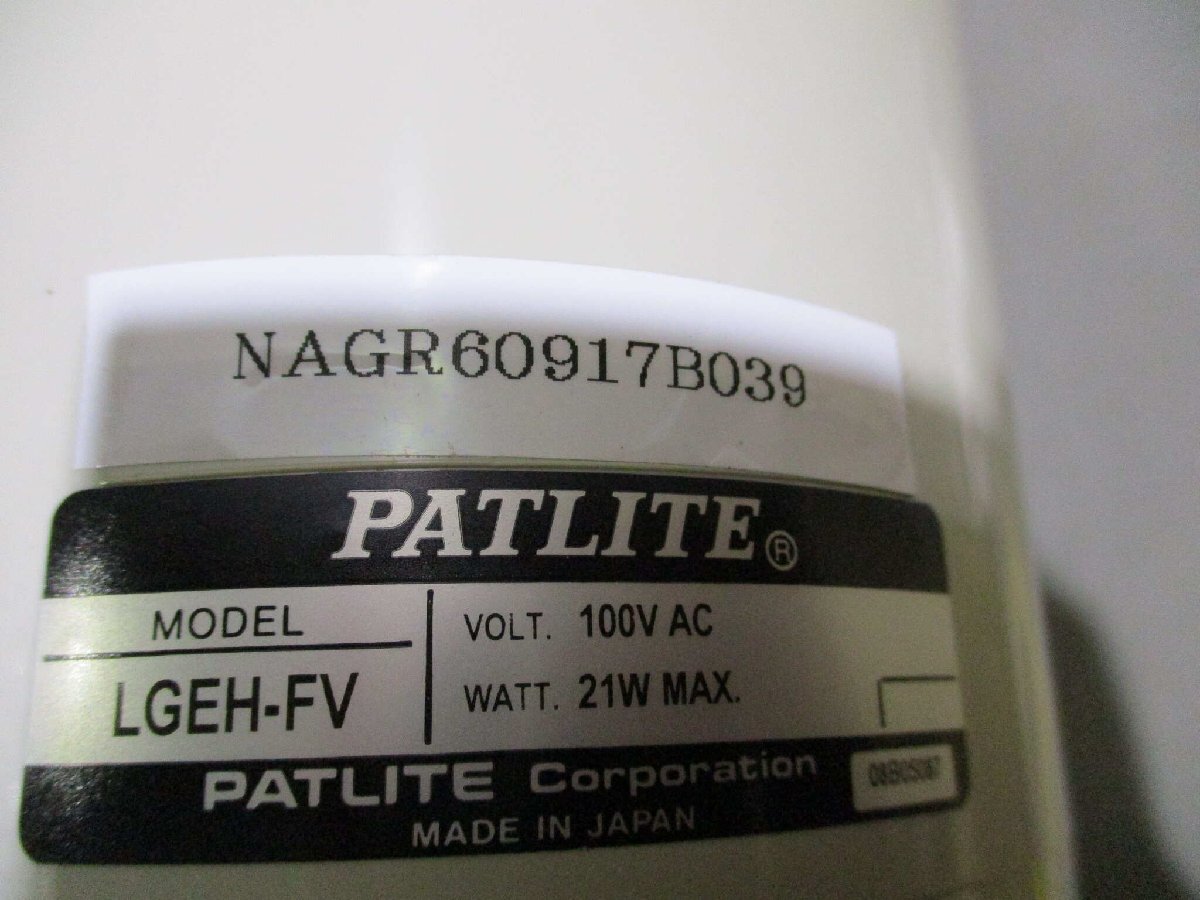 NAGR60917B039
PATLITE®
MODEL
LGEH-FV
VOLT. 100V AC
WATT. 21W MAX.
PATLITE Corporation
MADE IN JAPAN